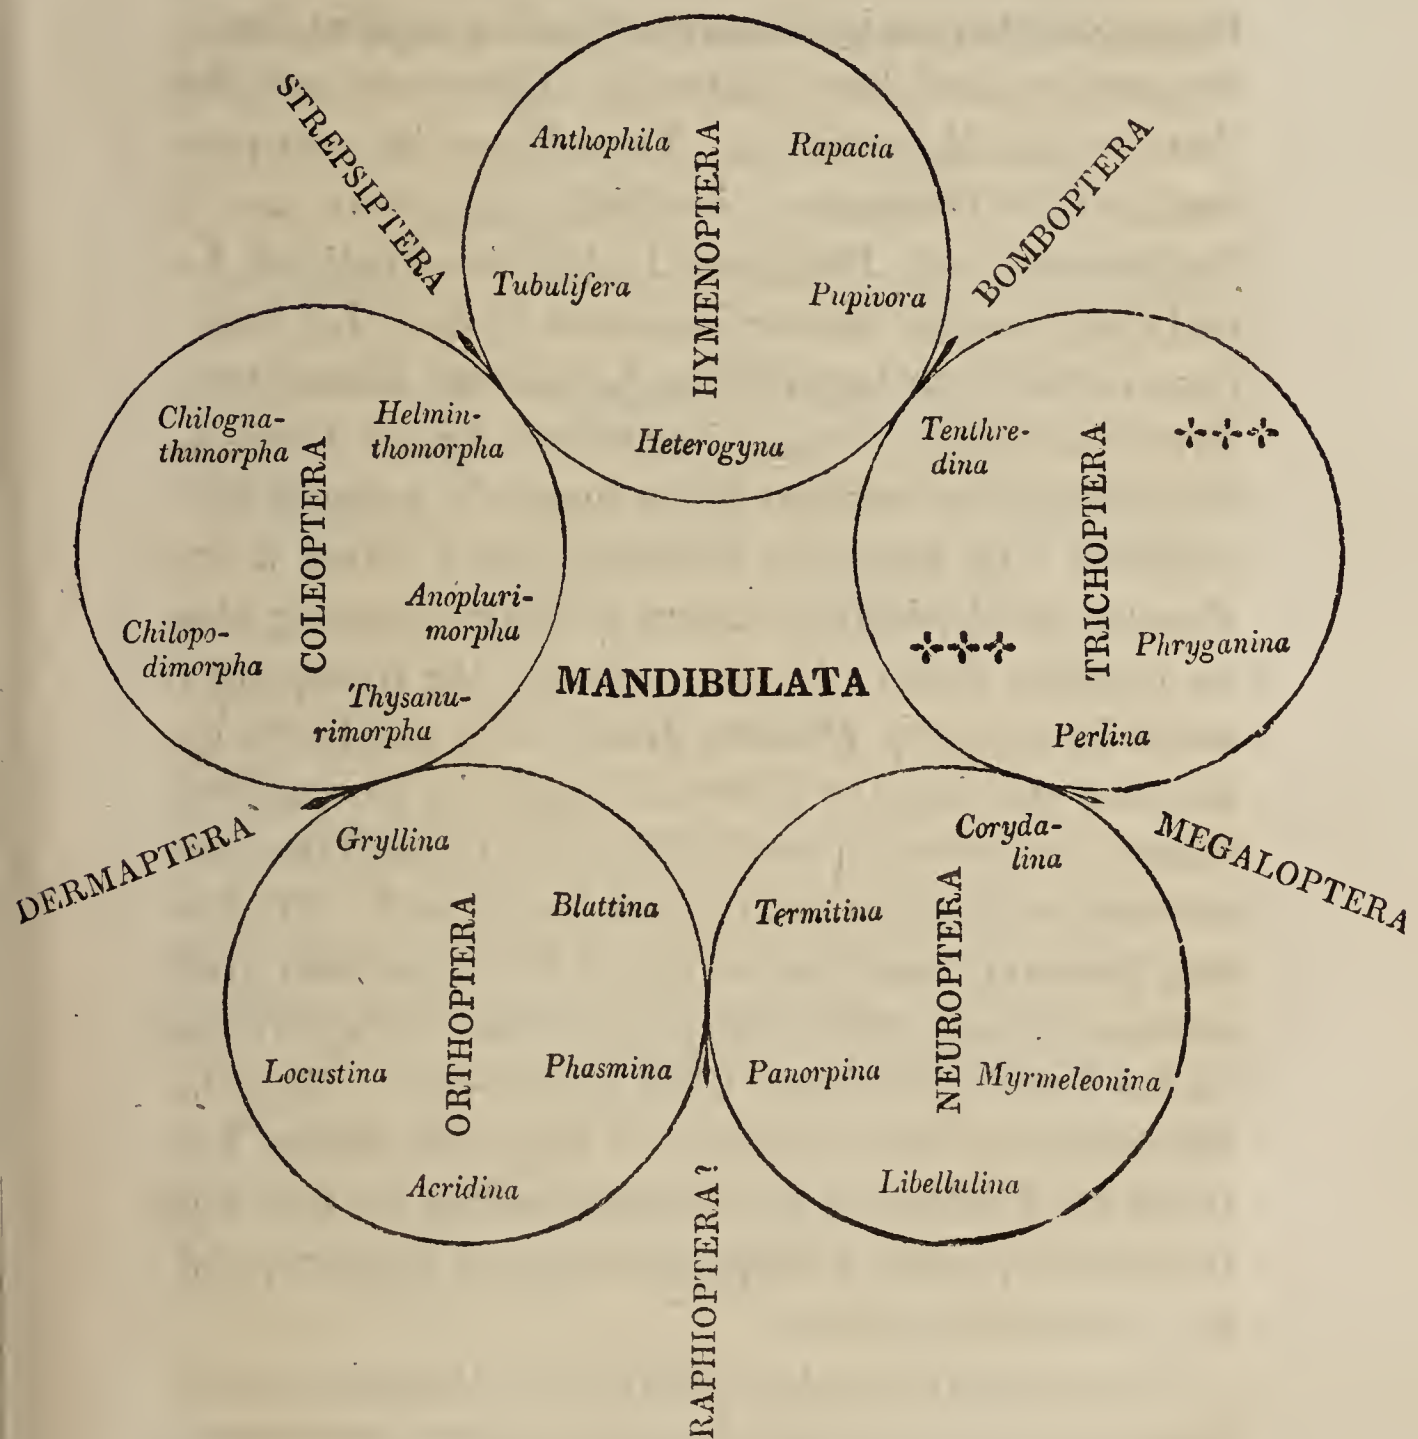 STREPSIPTERA
BOMBOPTERA
HYMENOPTERA
Anthophila
Rapacia
Tubulifera
Pupivora
Heterogyna
COLEOPTERA
Chilogna-
thimorpha
Helmin-
thomorpha
Anopluri-
morpha
Chilopo-
dimorpha
Thysanu-
rimorpha
MANDIBULATA
TRICHOPTERA
Tenthre-
dina
Phryganina
Perlina
DERMAPTERA
MEGALOPTERA
ORTHOPTERA
Gryllina
Blattina
Locustina
Phasmina
Acridina
NEUROPTERA
Coryda-
lina
Termitina
Panorpina
Myrmeleonina
Libellulina
RAPHIOPTERA?